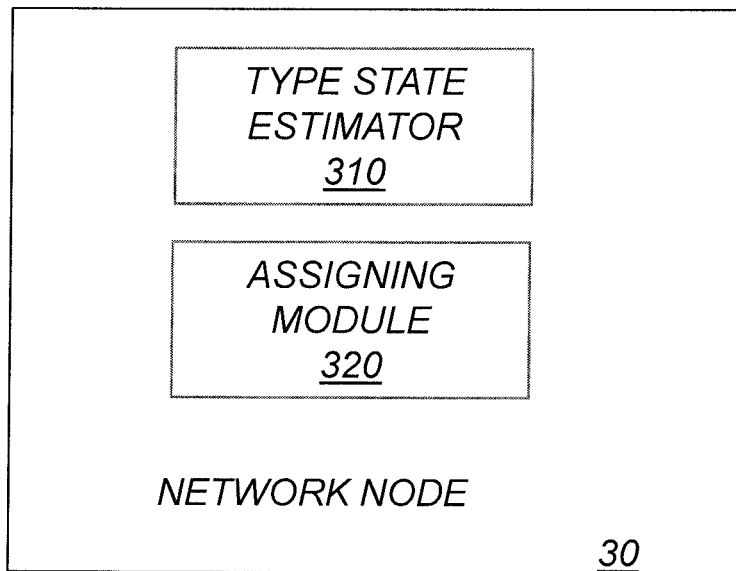 TYPE STATE
ESTIMATOR
310
ASSIGNING
MODULE
320
NETWORK NODE
30